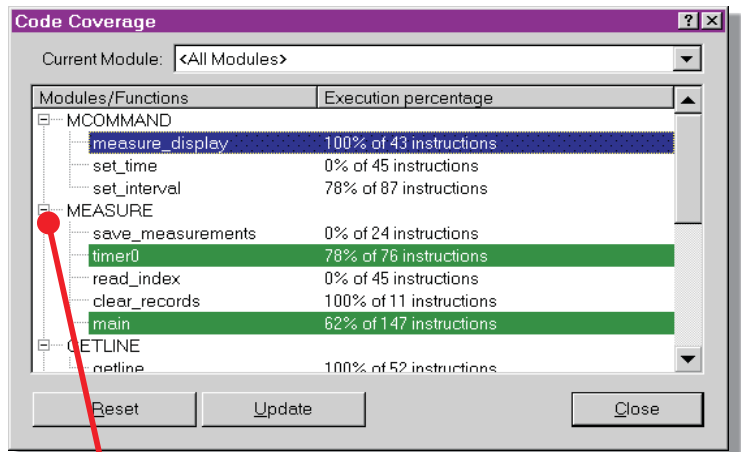 Code Coverage
Current Module: <All Modules>
Modules/Functions Execution percentage
MCOMMAND
measure_display 100% of 43 instructions
set_time 0% of 45 instructions
set_interval 78% of 87 instructions
MEASURE
save_measurements 0% of 24 instructions
timer0 78% of 76 instructions
read_index 0% of 45 instructions
clear_records 100% of 11 instructions
main 62% of 147 instructions
GETLINE
getline 100% of 52 instructions
Reset Update Close